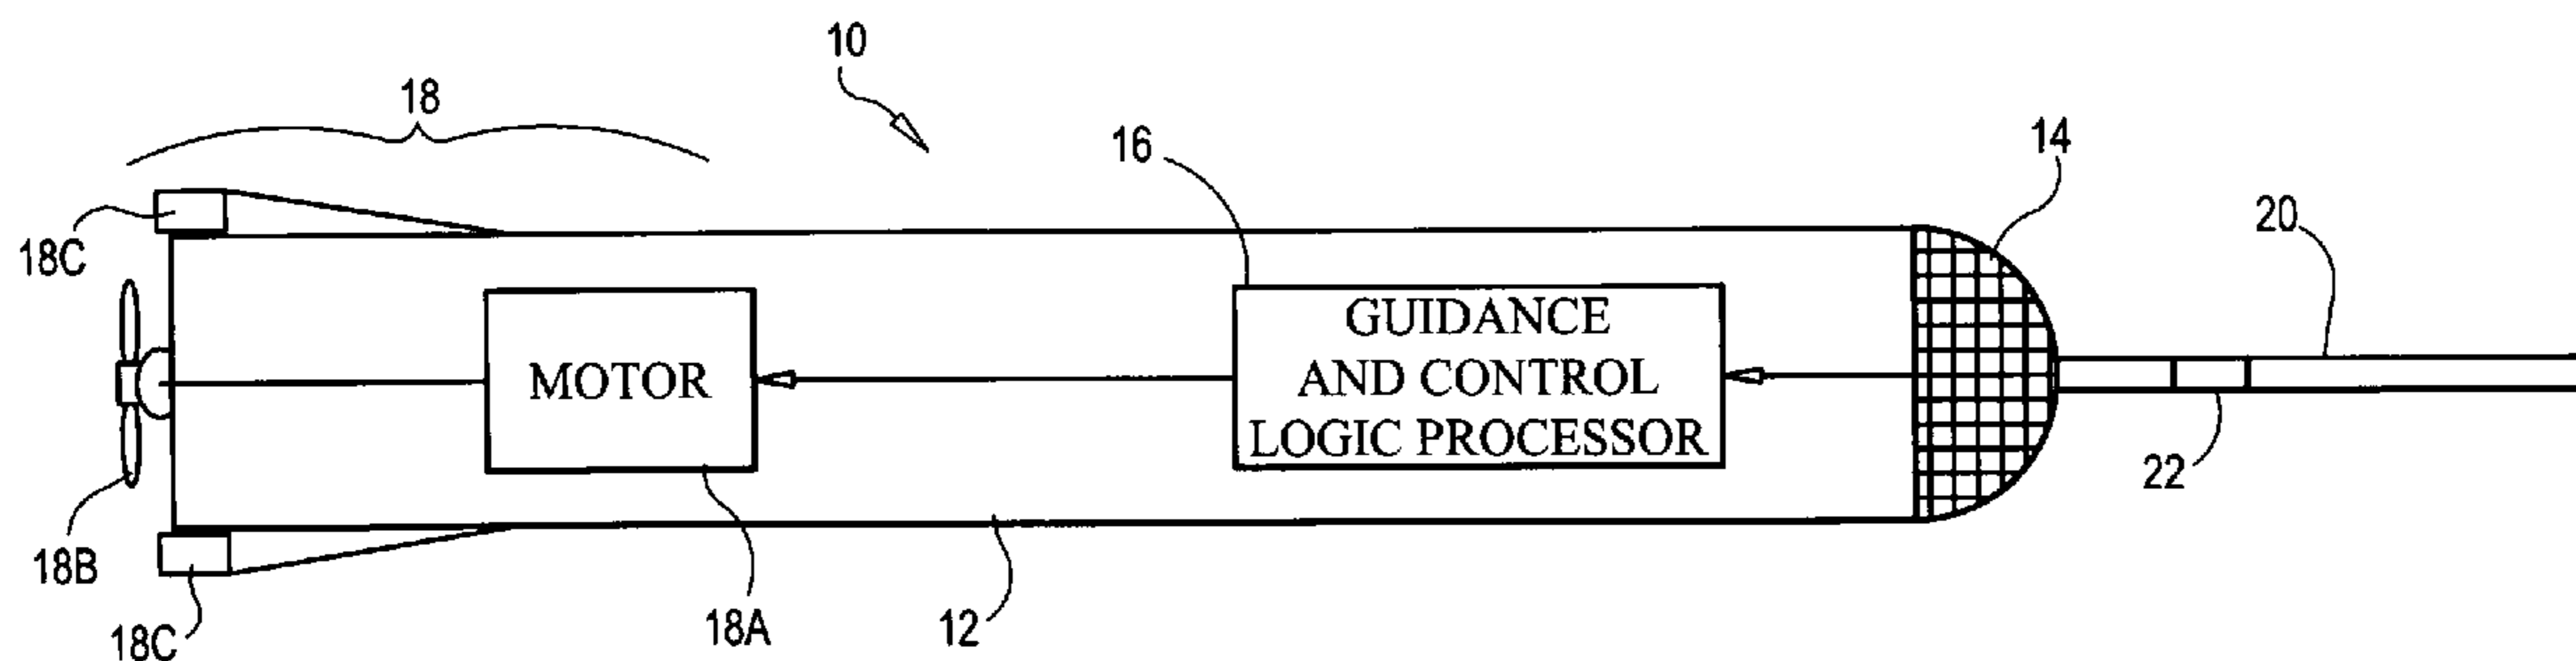 10
18
16
14
20
18C
GUIDANCE
AND CONTROL
LOGIC PROCESSOR
MOTOR
22
18B
18C
18A
12